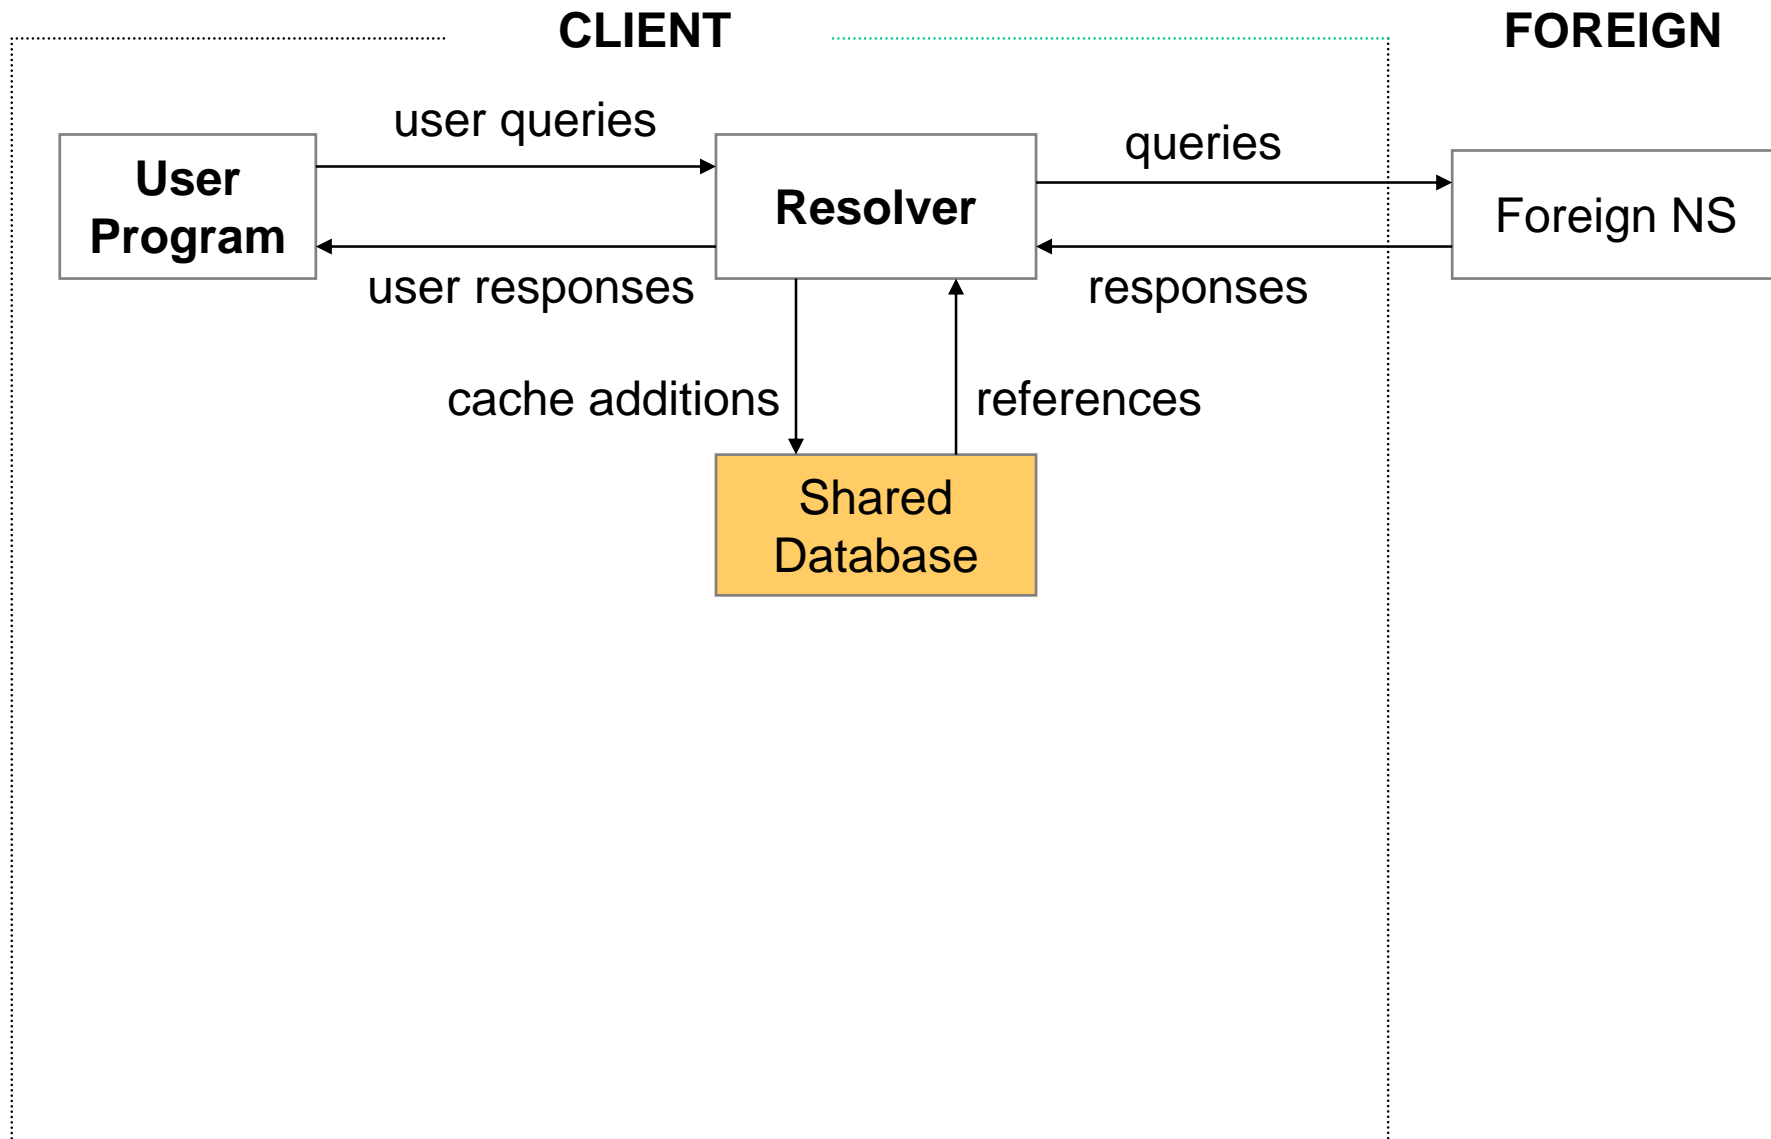 CLIENT
FOREIGN
user queries
queries
User
Program
Resolver
Foreign NS
user responses
responses
cache additions
references
Shared
Database